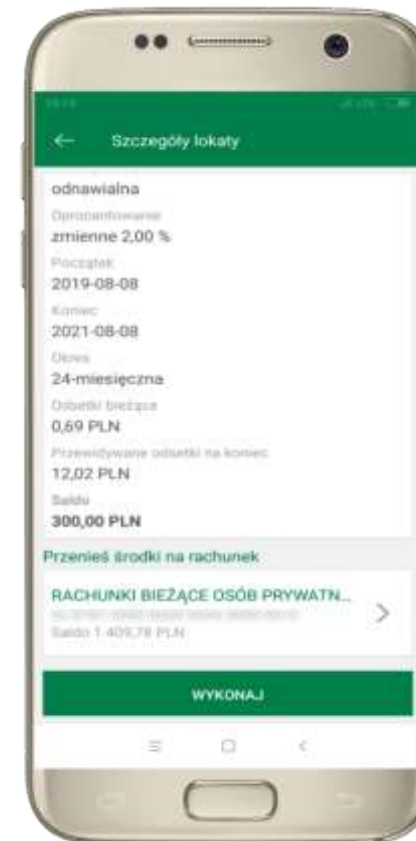 Szczegóły lokaty
odnawialna
Oprocentowanie
zmienne 2,00 %
Początek
2019-08-08
Koniec
2021-08-08
Okres
24-miesięczna
Odsetki bieżące
0,69 PLN
Przewidywane odsetki na koniec
12,02 PLN
Saldo
300,00 PLN
Przenieś środki na rachunek
RACHUNKI BIEŻĄCE OSÓB PRYWATN...
Saldo 1 409,78 PLN
WYKONAJ